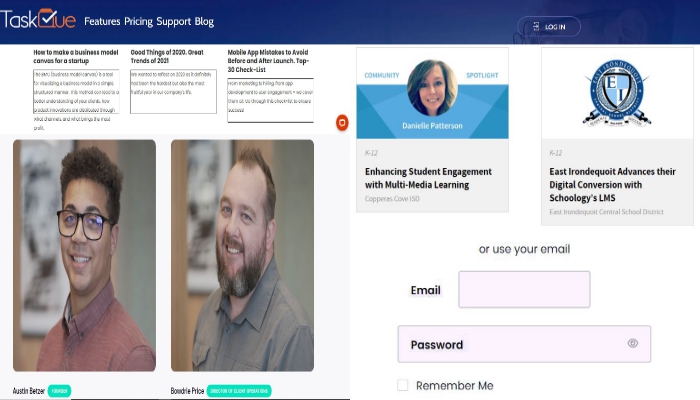 TaskQue Features Pricing Support Blog
LOG IN
How to make a business model
canvas for a startup
The BMC (business model canvas) is a tool
for visualizing a business model in a simple,
structured manner. This method can lead to a
better understanding of your clients, how
product innovations are distributed through
what channels, and what brings the most
profit.
Good Things of 2020. Great
Trends of 2021
We wanted to reflect on 2020 as it definitely
had been the hardest but also the most
fruitful year in our company's life.
Mobile App Mistakes to Avoid
Before and After Launch. Top-
30 Check-List
From marketing to hiring, from app
development to user engagement – we cover
them all. Go through this checklist to ensure
success!
COMMUNITY SPOTLIGHT
Danielle Patterson
K-12
Enhancing Student Engagement
with Multi-Media Learning
Copperas Cove ISD
EAST IRONDEQUOIT
K-12
East Irondequoit Advances their
Digital Conversion with
Schoology's LMS
East Irondequoit Central School District
Austin Betzer FOUNDER
Bowdrie Price DIRECTOR OF CLIENT OPERATIONS
or use your email
Email
Password
Remember Me